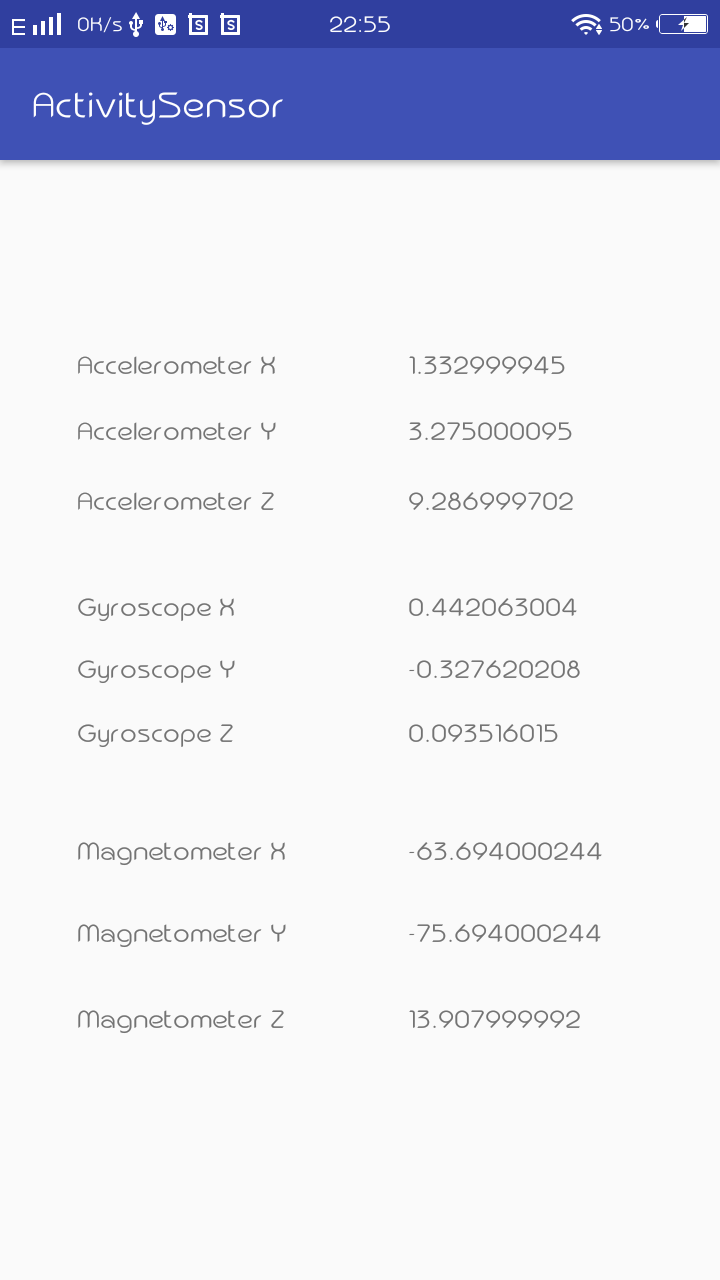 E 0K/s 22:55 50%
ActivitySensor
Accelerometer X 1.332999945
Accelerometer Y 3.275000095
Accelerometer Z 9.286999702
Gyroscope X 0.442063004
Gyroscope Y -0.327620208
Gyroscope Z 0.093516015
Magnetometer X -63.694000244
Magnetometer Y -75.694000244
Magnetometer Z 13.907999992